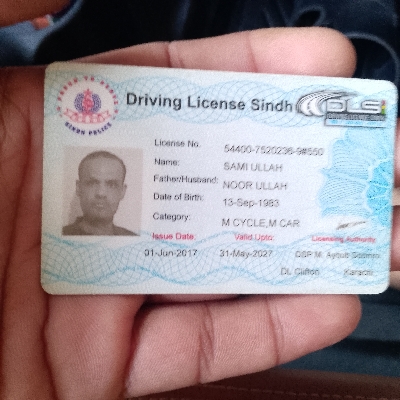 Driving License Sindh
DLS
SINDH POLICE
License No. 54400-7520236-9#550
Name: SAMI ULLAH
Father/Husband: NOOR ULLAH
Date of Birth: 13-Sep-1983
Category: M CYCLE,M CAR
Issue Date: Valid Upto: Licensing Authority
01-Jun-2017 31-May-2027 DSP M.
DL Clifton Karachi